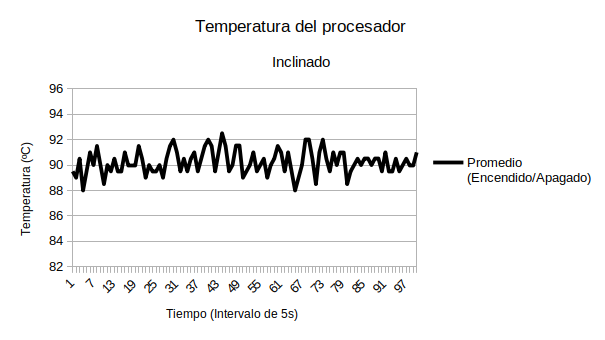 Temperatura del procesador
Inclinado
96
94
92
90
88
86
84
82
Temperatura (ºC)
1 7 13 19 25 31 37 43 49 55 61 67 73 79 85 91 97
Tiempo (Intervalo de 5s)
Promedio
(Encendido/Apagado)